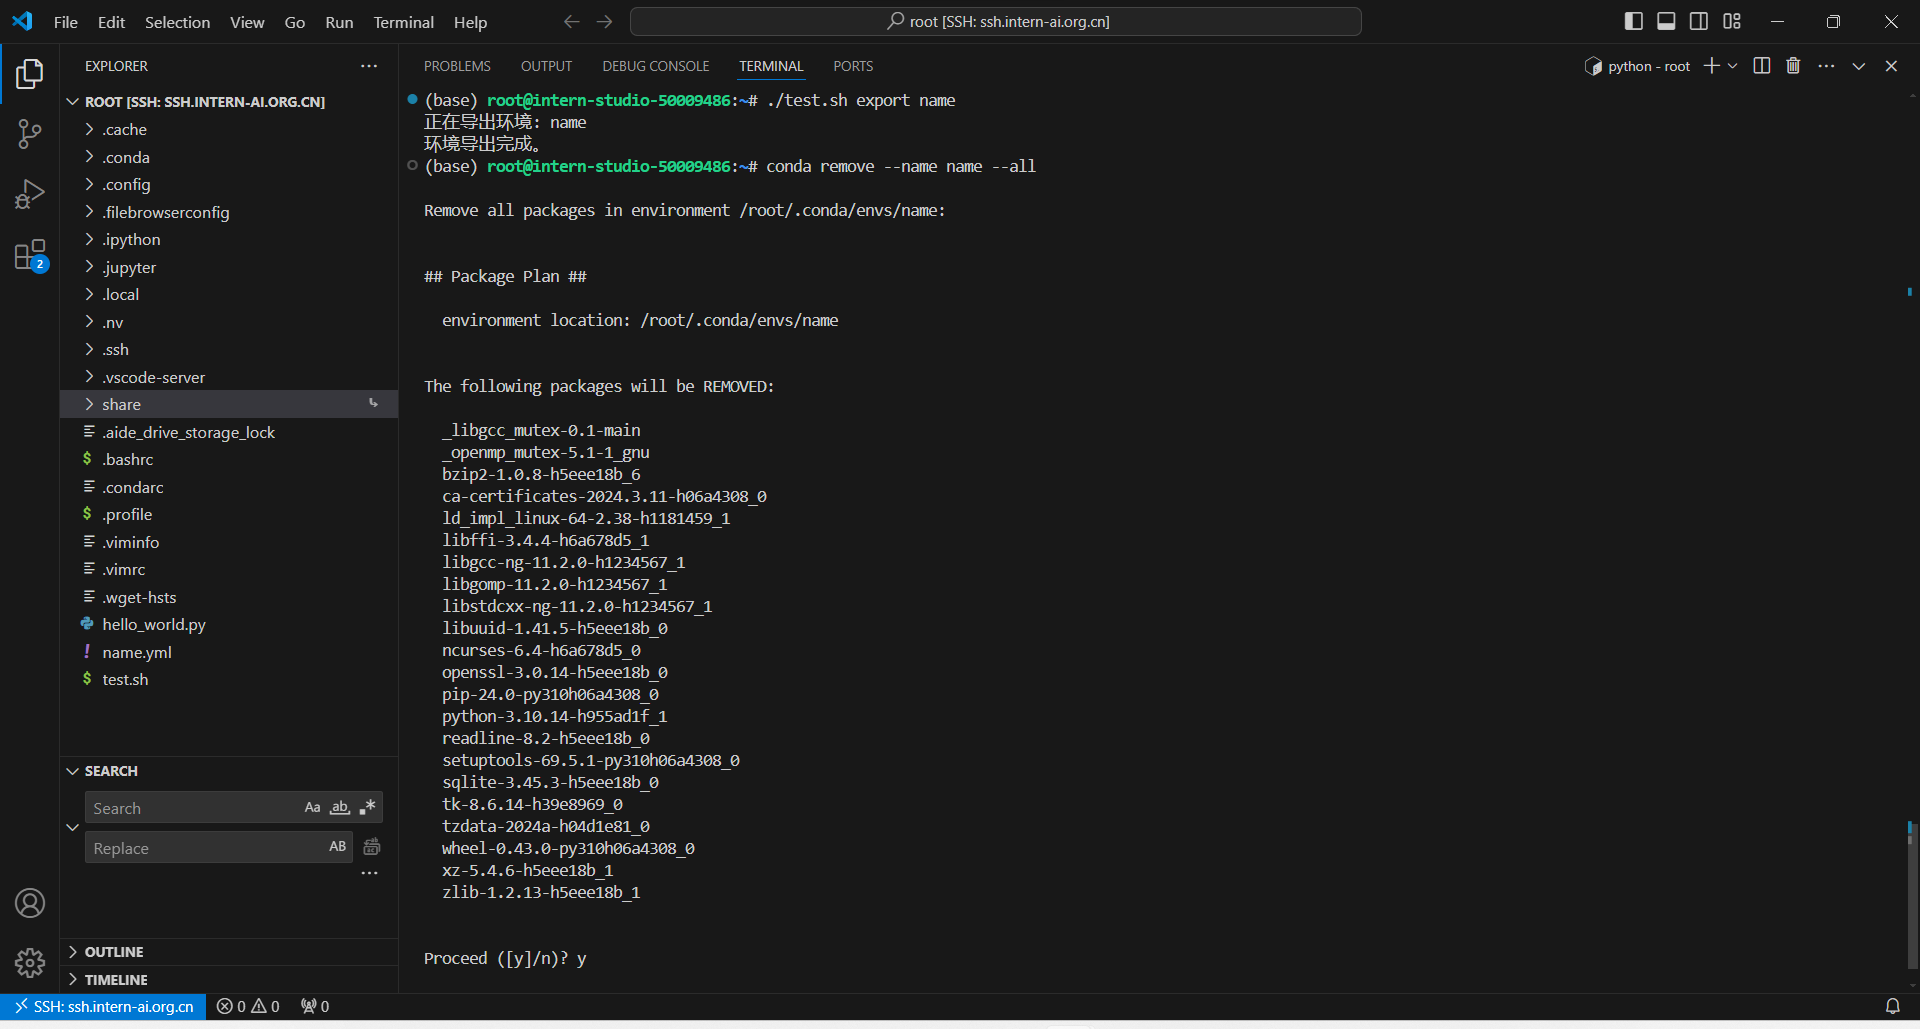 File Edit Selection View Go Run Terminal Help
root [SSH: ssh.intern-ai.org.cn]
EXPLORER
ROOT [SSH: SSH.INTERN-AI.ORG.CN]
.cache
.conda
.config
.filebrowserconfig
.ipython
.jupyter
.local
.nv
.ssh
.vscode-server
share
.aide_drive_storage_lock
$ .bashrc
.condarc
$ .profile
.viminfo
.vimrc
.wget-hsts
hello_world.py
! name.yml
$ test.sh
SEARCH
Search Aa ab
Replace AB
OUTLINE
TIMELINE
2
PROBLEMS OUTPUT DEBUG CONSOLE TERMINAL PORTS
python - root
(base) root@intern-studio-50009486:~# ./test.sh export name
正在导出环境: name
环境导出完成。
(base) root@intern-studio-50009486:~# conda remove --name name --all
Remove all packages in environment /root/.conda/envs/name:
## Package Plan ##
environment location: /root/.conda/envs/name
The following packages will be REMOVED:
_libgcc_mutex-0.1-main
_openmp_mutex-5.1-1_gnu
bzip2-1.0.8-h5eee18b_6
ca-certificates-2024.3.11-h06a4308_0
ld_impl_linux-64-2.38-h1181459_1
libffi-3.4.4-h6a678d5_1
libgcc-ng-11.2.0-h1234567_1
libgomp-11.2.0-h1234567_1
libstdcxx-ng-11.2.0-h1234567_1
libuuid-1.41.5-h5eee18b_0
ncurses-6.4-h6a678d5_0
openssl-3.0.14-h5eee18b_0
pip-24.0-py310h06a4308_0
python-3.10.14-h955ad1f_1
readline-8.2-h5eee18b_0
setuptools-69.5.1-py310h06a4308_0
sqlite-3.45.3-h5eee18b_0
tk-8.6.14-h39e8969_0
tzdata-2024a-h04d1e81_0
wheel-0.43.0-py310h06a4308_0
xz-5.4.6-h5eee18b_1
zlib-1.2.13-h5eee18b_1
Proceed ([y]/n)? y
SSH: ssh.intern-ai.org.cn 0 0 0